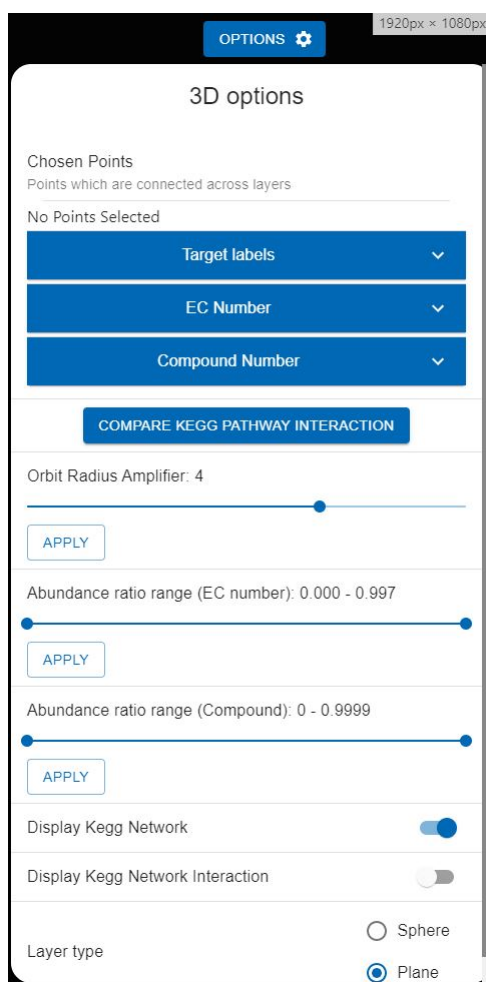 1920px × 1080px
OPTIONS
3D options
Chosen Points
Points which are connected across layers
No Points Selected
Target labels
EC Number
Compound Number
COMPARE KEGG PATHWAY INTERACTION
Orbit Radius Amplifier: 4
APPLY
Abundance ratio range (EC number): 0.000 - 0.997
APPLY
Abundance ratio range (Compound): 0 - 0.9999
APPLY
Display Kegg Network
Display Kegg Network Interaction
Sphere
Layer type
Plane